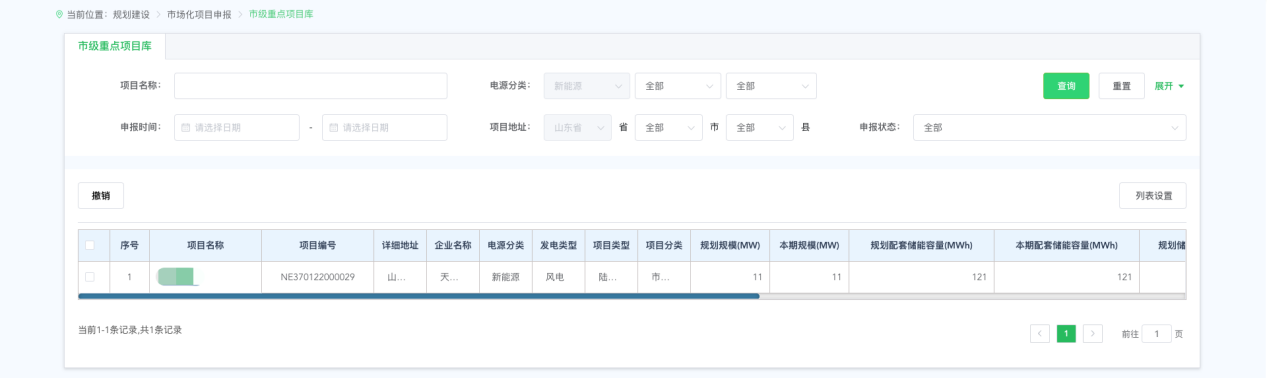 当前位置: 规划建设 > 市场化项目申报 > 市级重点项目库
市级重点项目库
项目名称: 电源分类: 新能源 全部 全部 查询 重置 展开
申报时间: 请选择日期 - 请选择日期 项目地址: 山东省 省 全部 市 全部 县 申报状态: 全部
撤销 列表设置
序号 项目名称 项目编号 详细地址 企业名称 电源分类 发电类型 项目类型 项目分类 规划规模(MW) 本期规模(MW) 规划配套储能容量(MWh) 本期配套储能容量(MWh) 规划储
1 NE370122000029 山... 天... 新能源 风电 陆... 市... 11 11 121 121
当前1-1条记录,共1条记录 < 1 > 前往 1 页